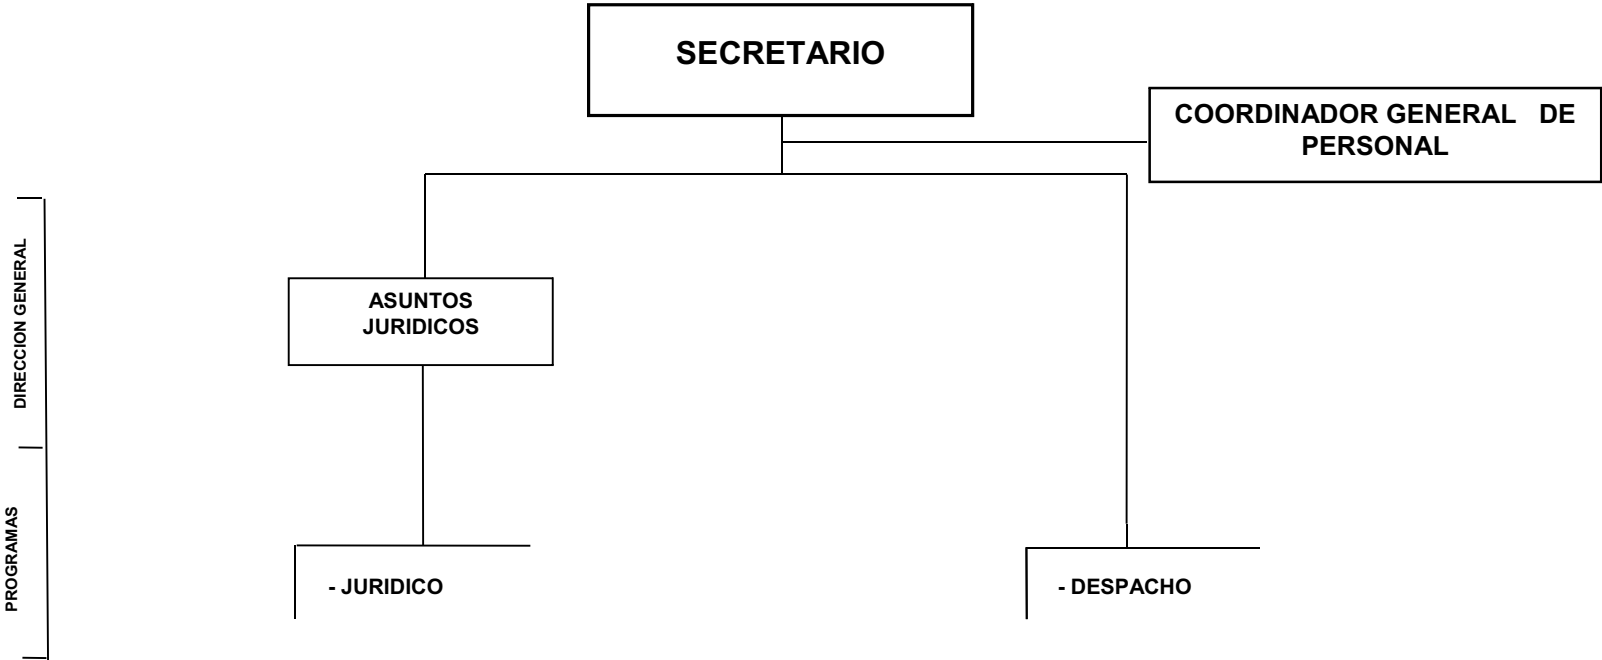 SECRETARIO
COORDINADOR GENERAL DE
PERSONAL
DIRECCION GENERAL
ASUNTOS
JURIDICOS
PROGRAMAS
- JURIDICO
- DESPACHO